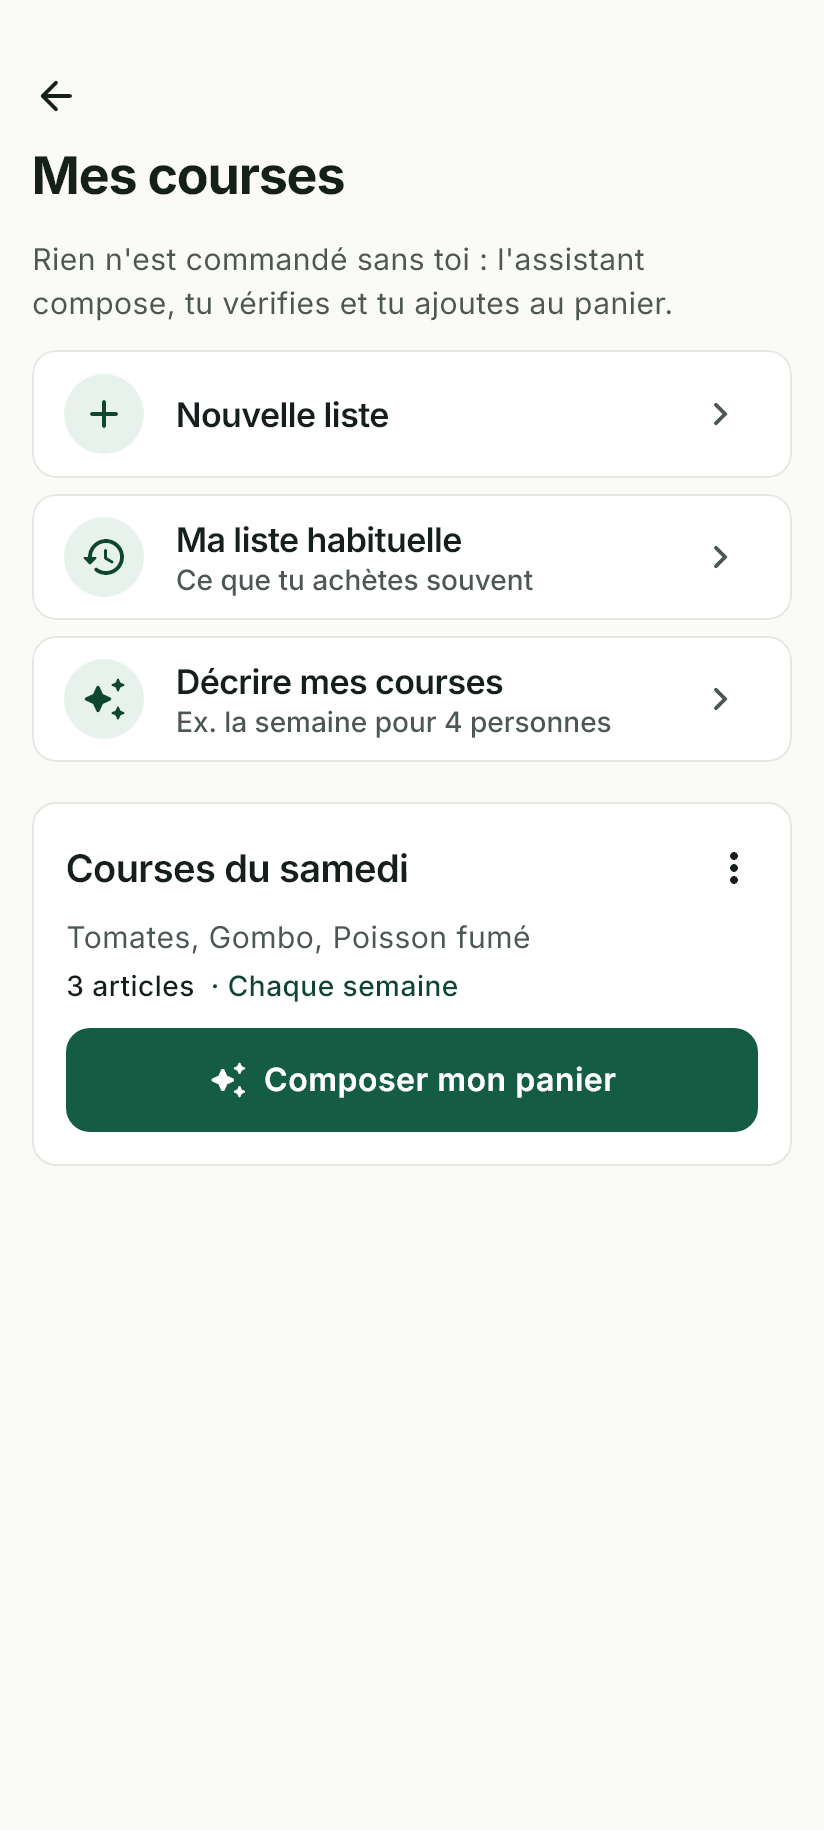 Mes courses
Rien n'est commandé sans toi : l'assistant
compose, tu vérifies et tu ajoutes au panier.
Nouvelle liste
Ma liste habituelle
Ce que tu achètes souvent
Décrire mes courses
Ex. la semaine pour 4 personnes
Courses du samedi
Tomates, Gombo, Poisson fumé
3 articles · Chaque semaine
Composer mon panier